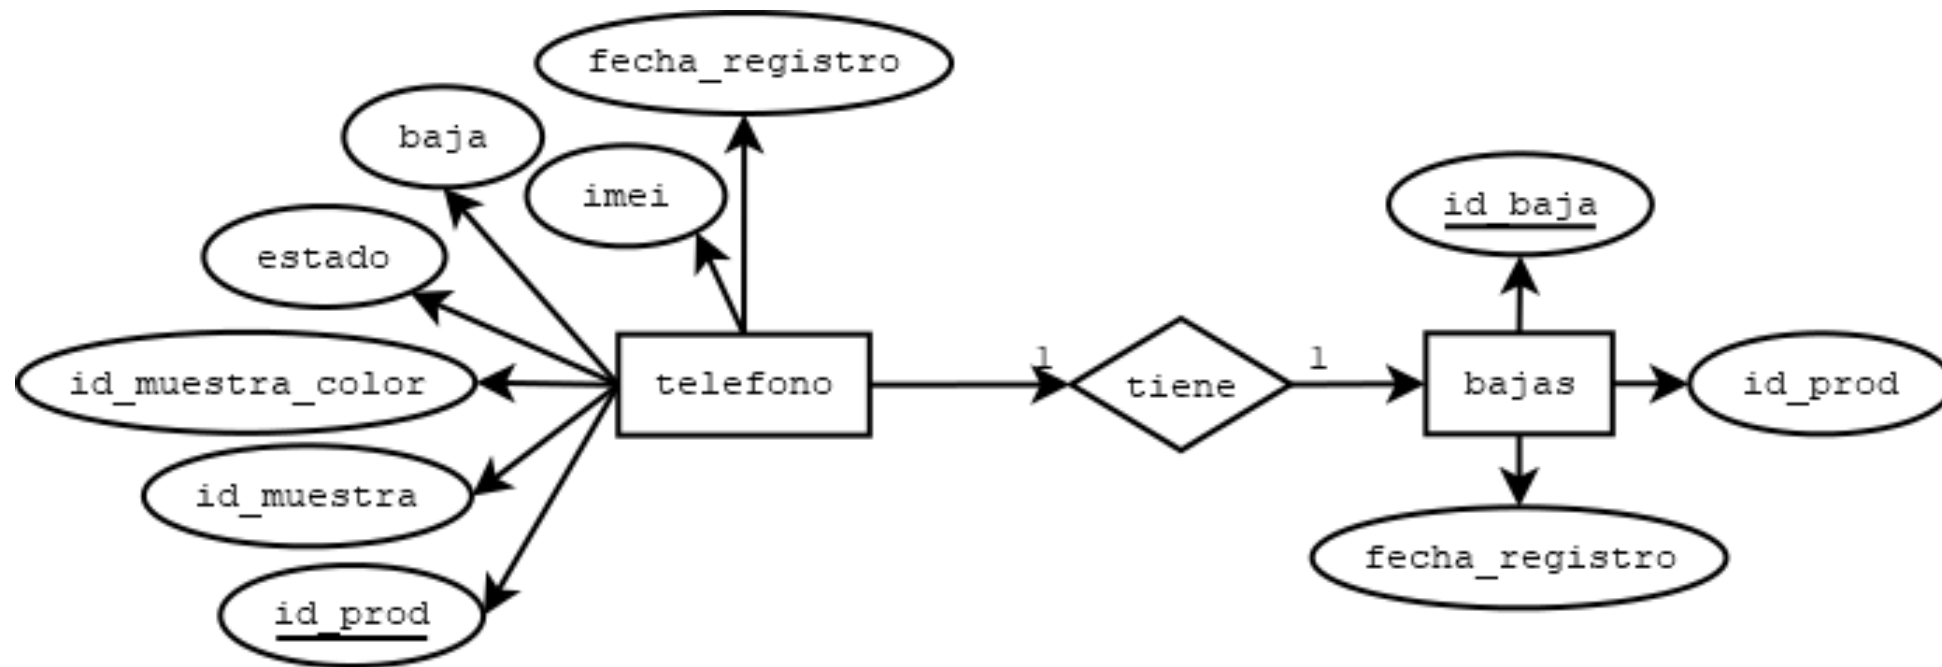 fecha_registro
baja
imei
id_baja
estado
id_muestra_color
telefono
1
tiene
1
bajas
id_prod
id_muestra
fecha_registro
id_prod